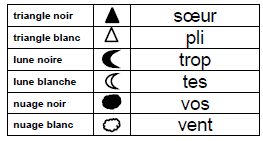 triangle noir sœur
triangle blanc pli
lune noire trop
lune blanche tes
nuage noir vos
nuage blanc vent